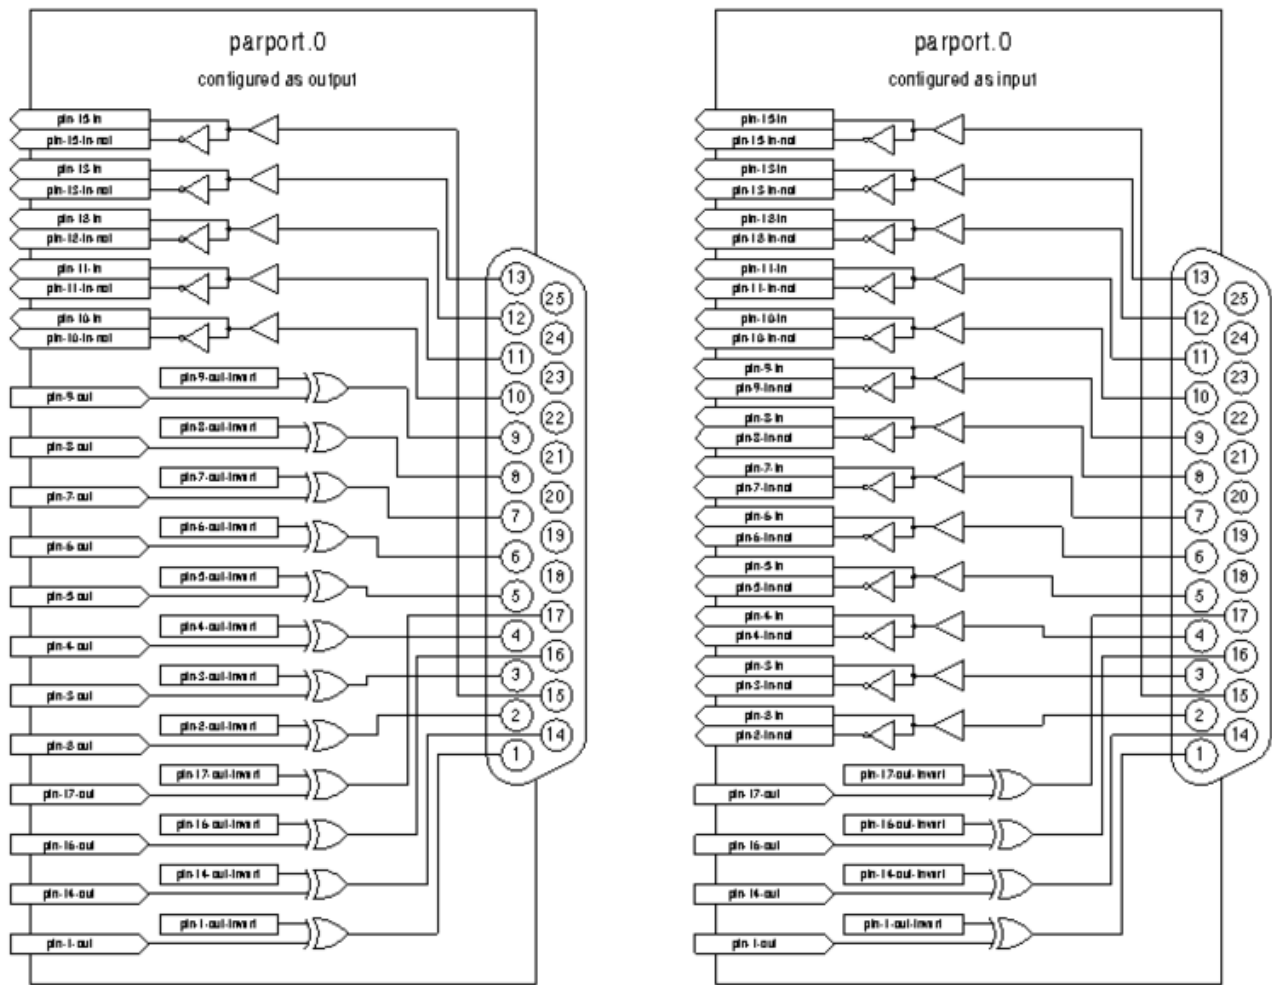 parport.0
configured as output
pin-15-in
pin-15-in-not
pin-13-in
pin-13-in-not
pin-12-in
pin-12-in-not
pin-11-in
pin-11-in-not
pin-10-in
pin-10-in-not
pin-9-out-invert
pin-9-out
pin-8-out-invert
pin-8-out
pin-7-out-invert
pin-7-out
pin-6-out-invert
pin-6-out
pin-5-out-invert
pin-5-out
pin-4-out-invert
pin-4-out
pin-3-out-invert
pin-3-out
pin-2-out-invert
pin-2-out
pin-17-out-invert
pin-17-out
pin-16-out-invert
pin-16-out
pin-14-out-invert
pin-14-out
pin-1-out-invert
pin-1-out
13
25
12
24
11
23
10
22
9
21
8
20
7
19
6
18
5
17
4
16
3
15
2
14
1
parport.0
configured as input
pin-15-in
pin-15-in-not
pin-13-in
pin-13-in-not
pin-12-in
pin-12-in-not
pin-11-in
pin-11-in-not
pin-10-in
pin-10-in-not
pin-9-in
pin-9-in-not
pin-8-in
pin-8-in-not
pin-7-in
pin-7-in-not
pin-6-in
pin-6-in-not
pin-5-in
pin-5-in-not
pin-4-in
pin-4-in-not
pin-3-in
pin-3-in-not
pin-2-in
pin-2-in-not
pin-17-out-invert
pin-17-out
pin-16-out-invert
pin-16-out
pin-14-out-invert
pin-14-out
pin-1-out-invert
pin-1-out
13
25
12
24
11
23
10
22
9
21
8
20
7
19
6
18
5
17
4
16
3
15
2
14
1